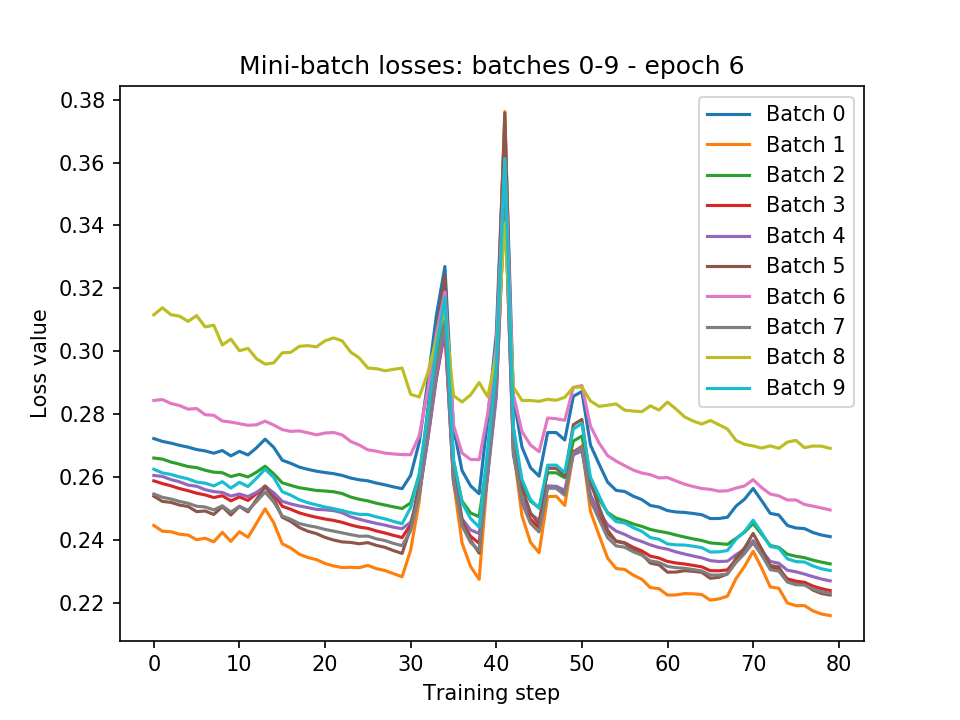 Mini-batch losses: batches 0-9 - epoch 6
0.38
0.36
0.34
0.32
0.30
0.28
0.26
0.24
0.22
Loss value
Batch 0
Batch 1
Batch 2
Batch 3
Batch 4
Batch 5
Batch 6
Batch 7
Batch 8
Batch 9
0 10 20 30 40 50 60 70 80
Training step